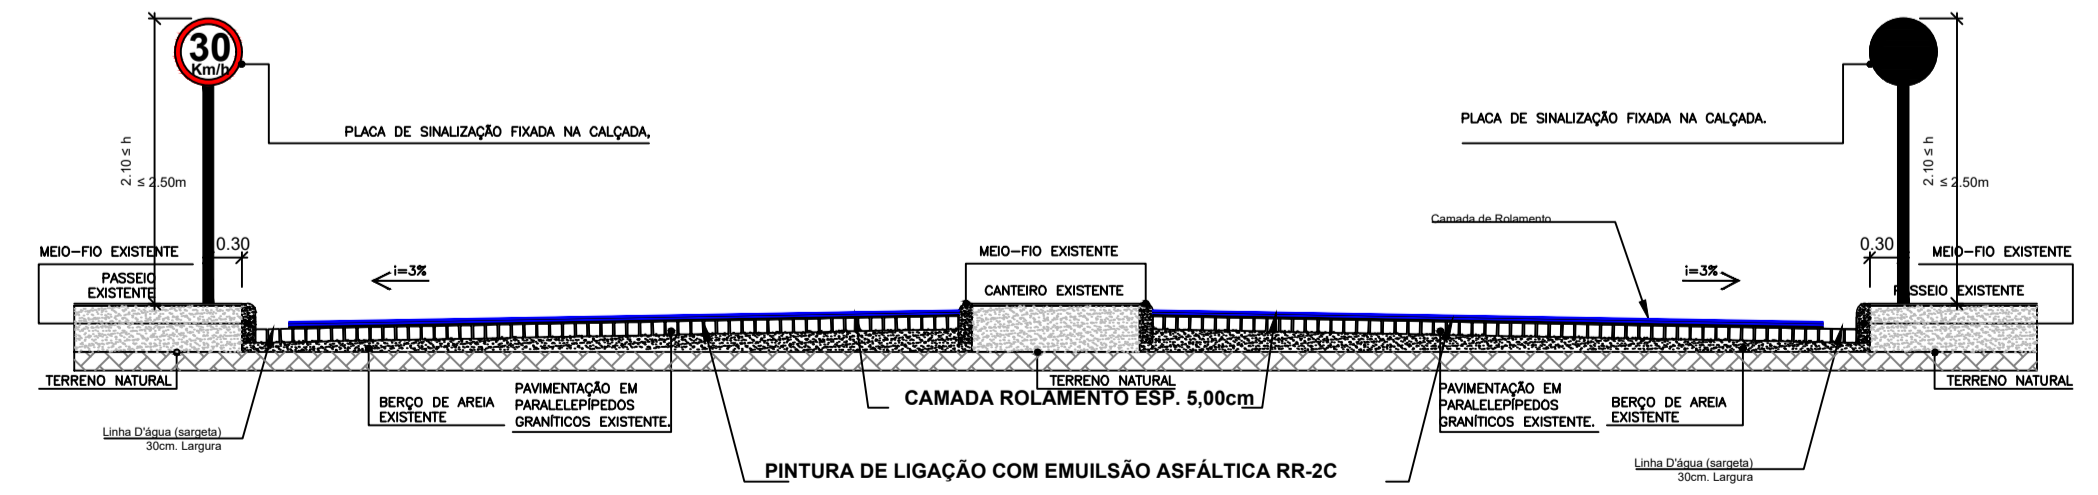 30
Km/h
PLACA DE SINALIZAÇÃO FIXADA NA CALÇADA,
PLACA DE SINALIZAÇÃO FIXADA NA CALÇADA.
2.10 ≤ h
≤ 2.50m
2.10 ≤ h
≤ 2.50m
Camada de Rolamento
0.30
0.30
MEIO-FIO EXISTENTE
MEIO-FIO EXISTENTE
MEIO-FIO EXISTENTE
PASSEIO
EXISTENTE
i=3%
CANTEIRO EXISTENTE
i=3%
PASSEIO EXISTENTE
TERRENO NATURAL
TERRENO NATURAL
TERRENO NATURAL
BERÇO DE AREIA
EXISTENTE
PAVIMENTAÇÃO EM
PARALELEPÍPEDOS
GRANÍTICOS EXISTENTE.
CAMADA ROLAMENTO ESP. 5,00cm
PAVIMENTAÇÃO EM
PARALELEPÍPEDOS
GRANÍTICOS EXISTENTE.
BERÇO DE AREIA
EXISTENTE
Linha D'água (sargeta)
30cm. Largura
PINTURA DE LIGAÇÃO COM EMUILSÃO ASFÁLTICA RR-2C
Linha D'água (sargeta)
30cm. Largura